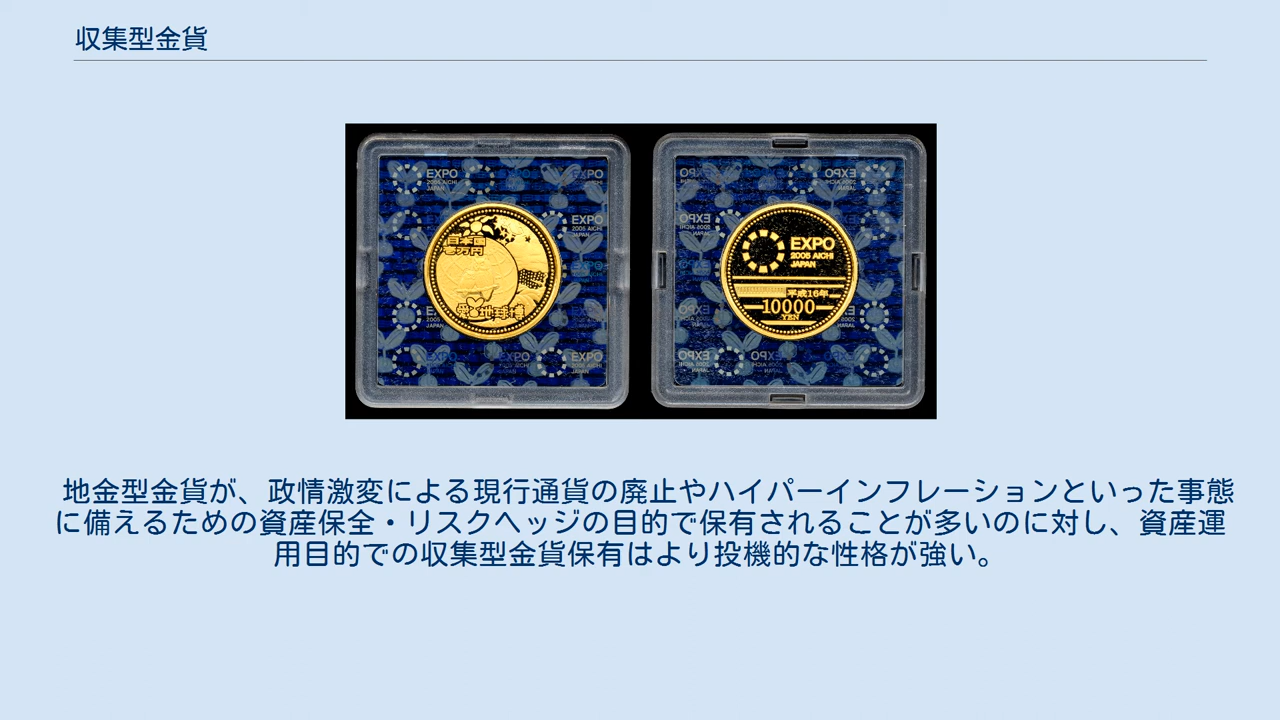 収集型金貨
EXPO
2005 AICHI
JAPAN
日本国
壱万円
愛・地球博
EXPO
2005 AICHI
JAPAN
平成16年
10000
YEN
地金型金貨が、政情激変による現行通貨の廃止やハイパーインフレーションといった事態
に備えるための資産保全・リスクヘッジの目的で保有されることが多いのに対し、資産運
用目的での収集型金貨保有はより投機的な性格が強い。